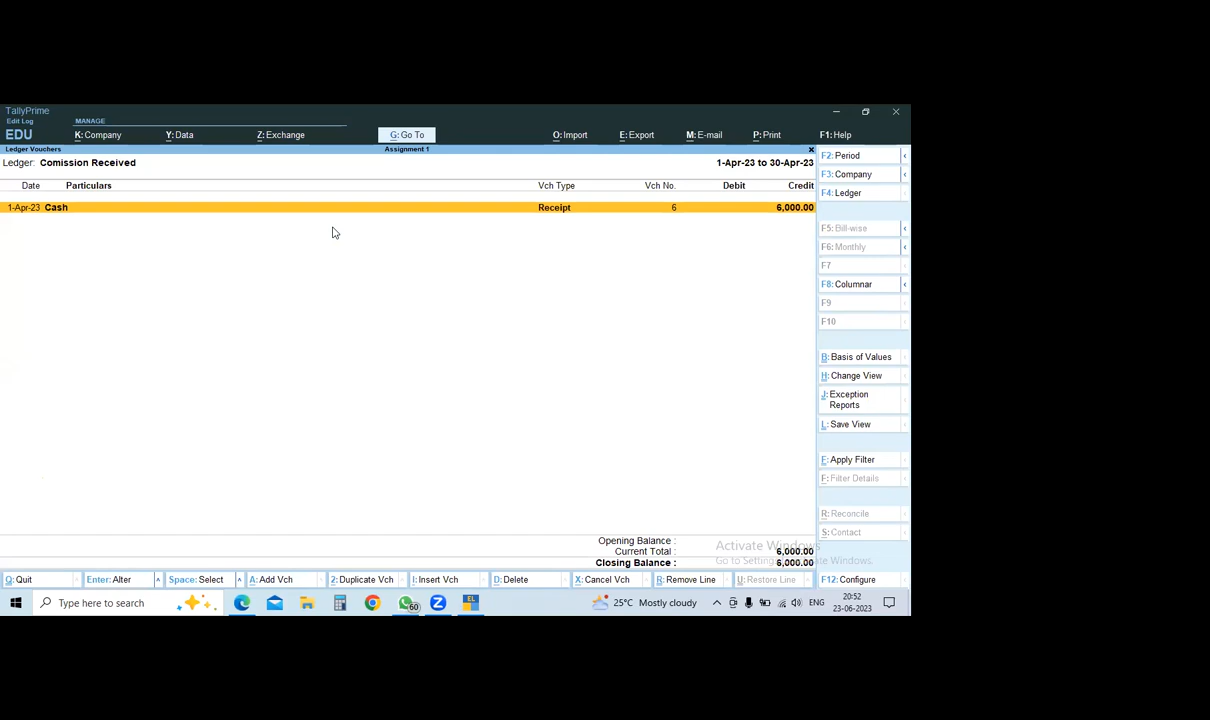 TallyPrime
Edit Log
EDU
MANAGE
K: Company
Y: Data
Z: Exchange
G: Go To
O: Import
E: Export
M: E-mail
P: Print
F1: Help
Ledger Vouchers
Assignment 1
Ledger: Comission Received
1-Apr-23 to 30-Apr-23
Date
Particulars
Vch Type
Vch No.
Debit
Credit
1-Apr-23 Cash
Receipt
6
6,000.00
F2: Period
F3: Company
F4: Ledger
F5: Bill-wise
F6: Monthly
F7
F8: Columnar
F9
F10
B: Basis of Values
H: Change View
J: Exception
Reports
L: Save View
F: Apply Filter
F: Filter Details
R: Reconcile
S: Contact
F12: Configure
Opening Balance :
Current Total :
6,000.00
Closing Balance :
6,000.00
Activate Windows
Go to Setting Activate Windows.
Q: Quit
Enter: Alter
Space: Select
A: Add Vch
2: Duplicate Vch
I: Insert Vch
D: Delete
X: Cancel Vch
R: Remove Line
U: Restore Line
Type here to search
60
EL
25°C Mostly cloudy
ENG
20:52
23-06-2023